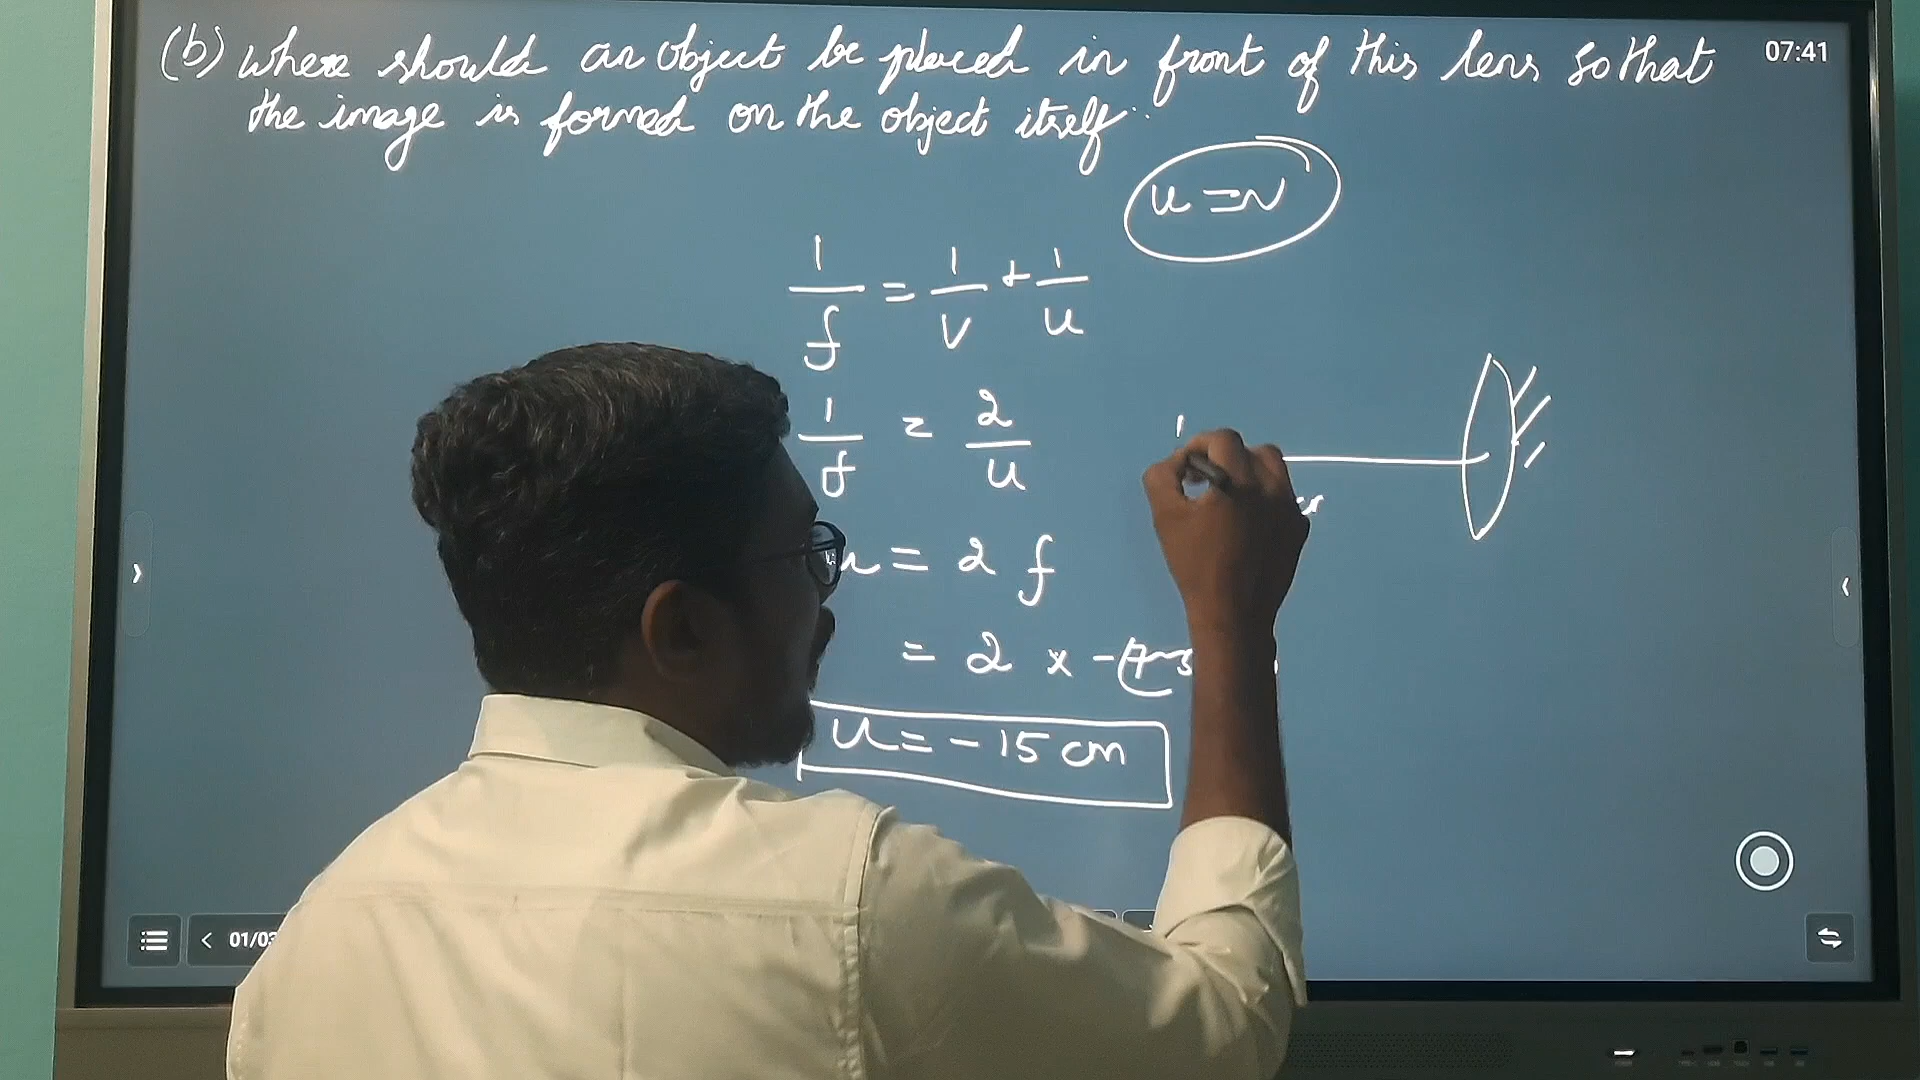 (b) where should an object be placed in front of this lens so that
07:41
the image is formed on the object itself.
u = v
1/f = 1/v + 1/u
1/f = 2/u
u = 2 f
= 2 x -
u = - 15 cm
01/03